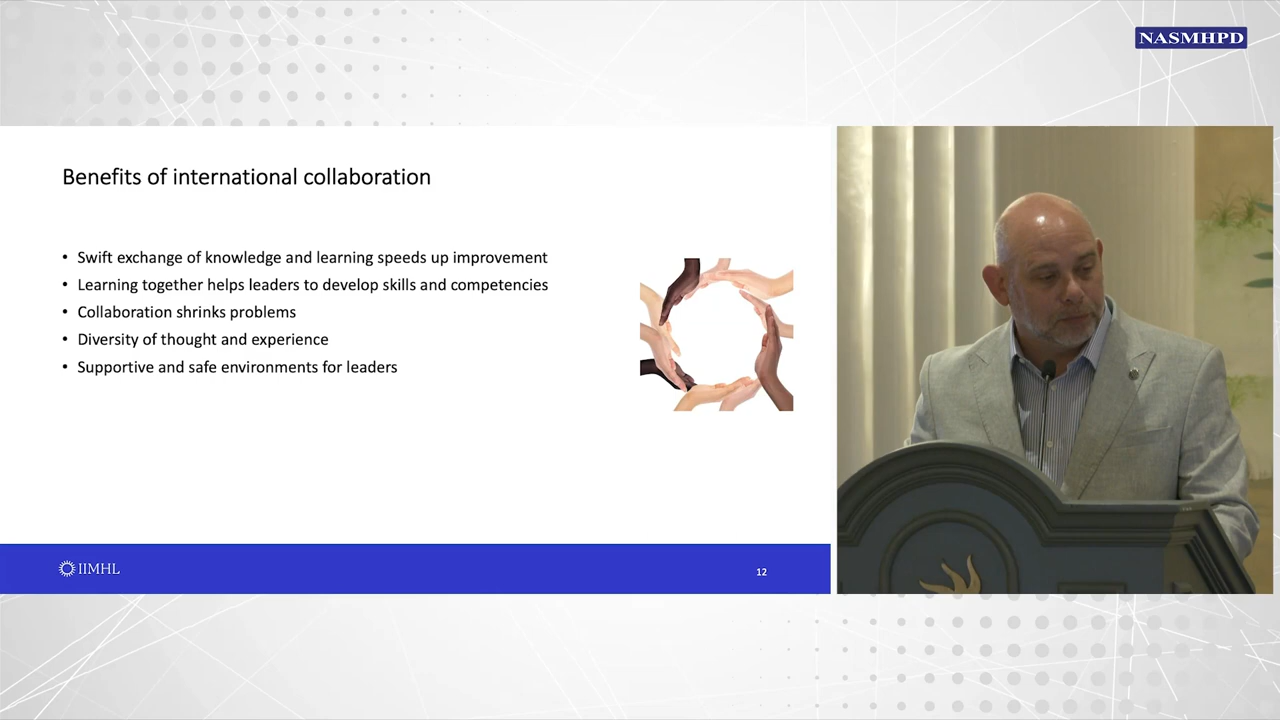 NASMHPD
Benefits of international collaboration
• Swift exchange of knowledge and learning speeds up improvement
• Learning together helps leaders to develop skills and competencies
• Collaboration shrinks problems
• Diversity of thought and experience
• Supportive and safe environments for leaders
IIMHL
12